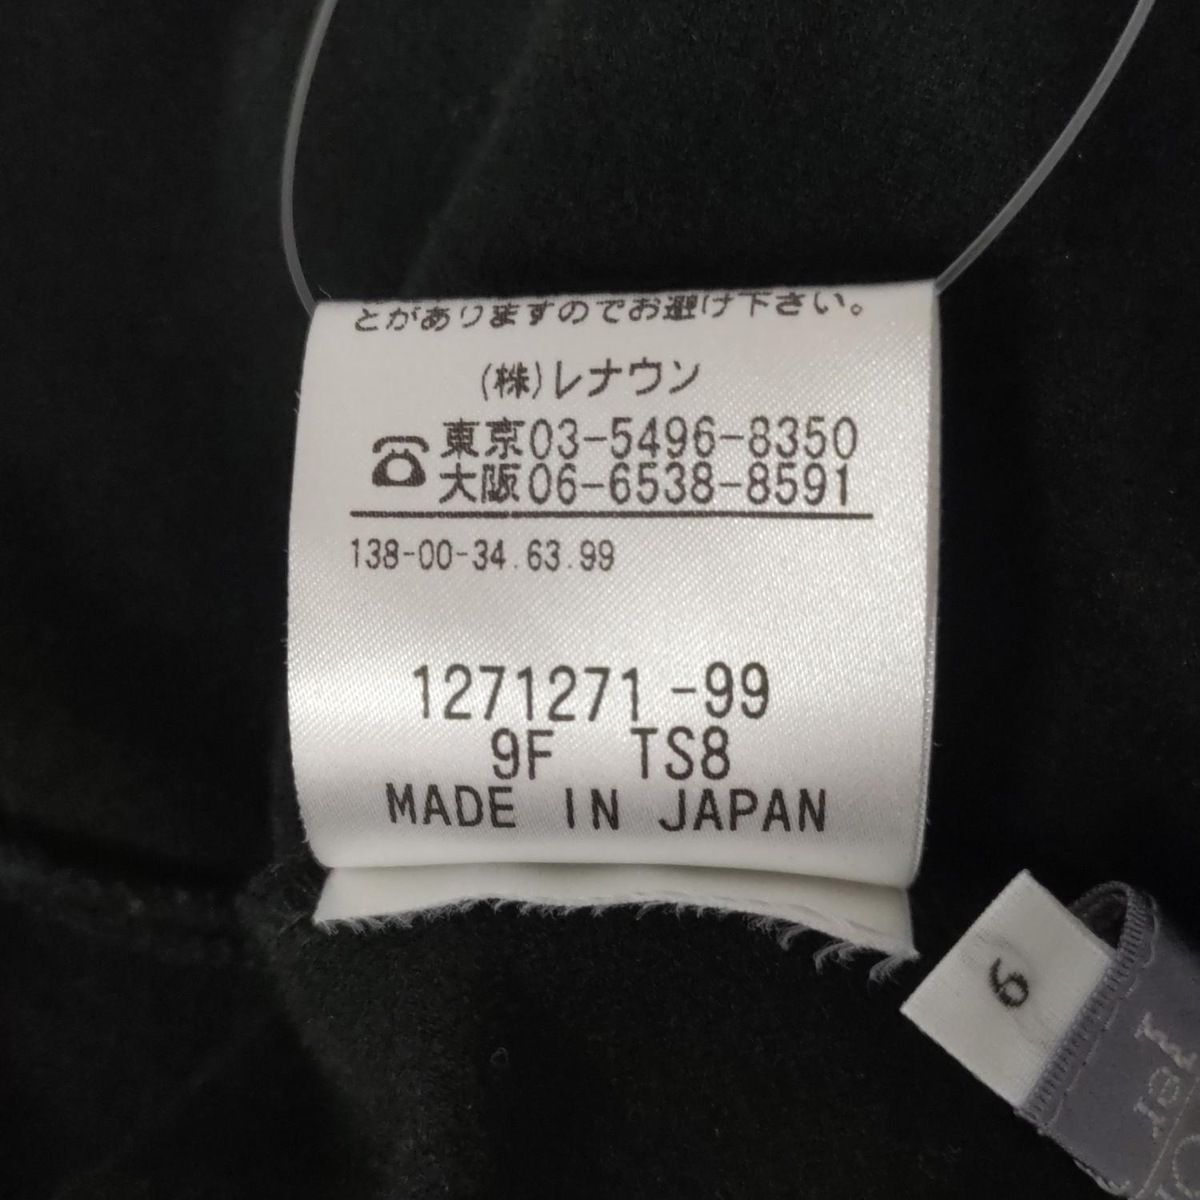 とがありますのでお避け下さい。
(株)レナウン
東京03-5496-8350
大阪06-6538-8591
138-00-34.63.99
1271271-99
9F TS8
MADE IN JAPAN
9